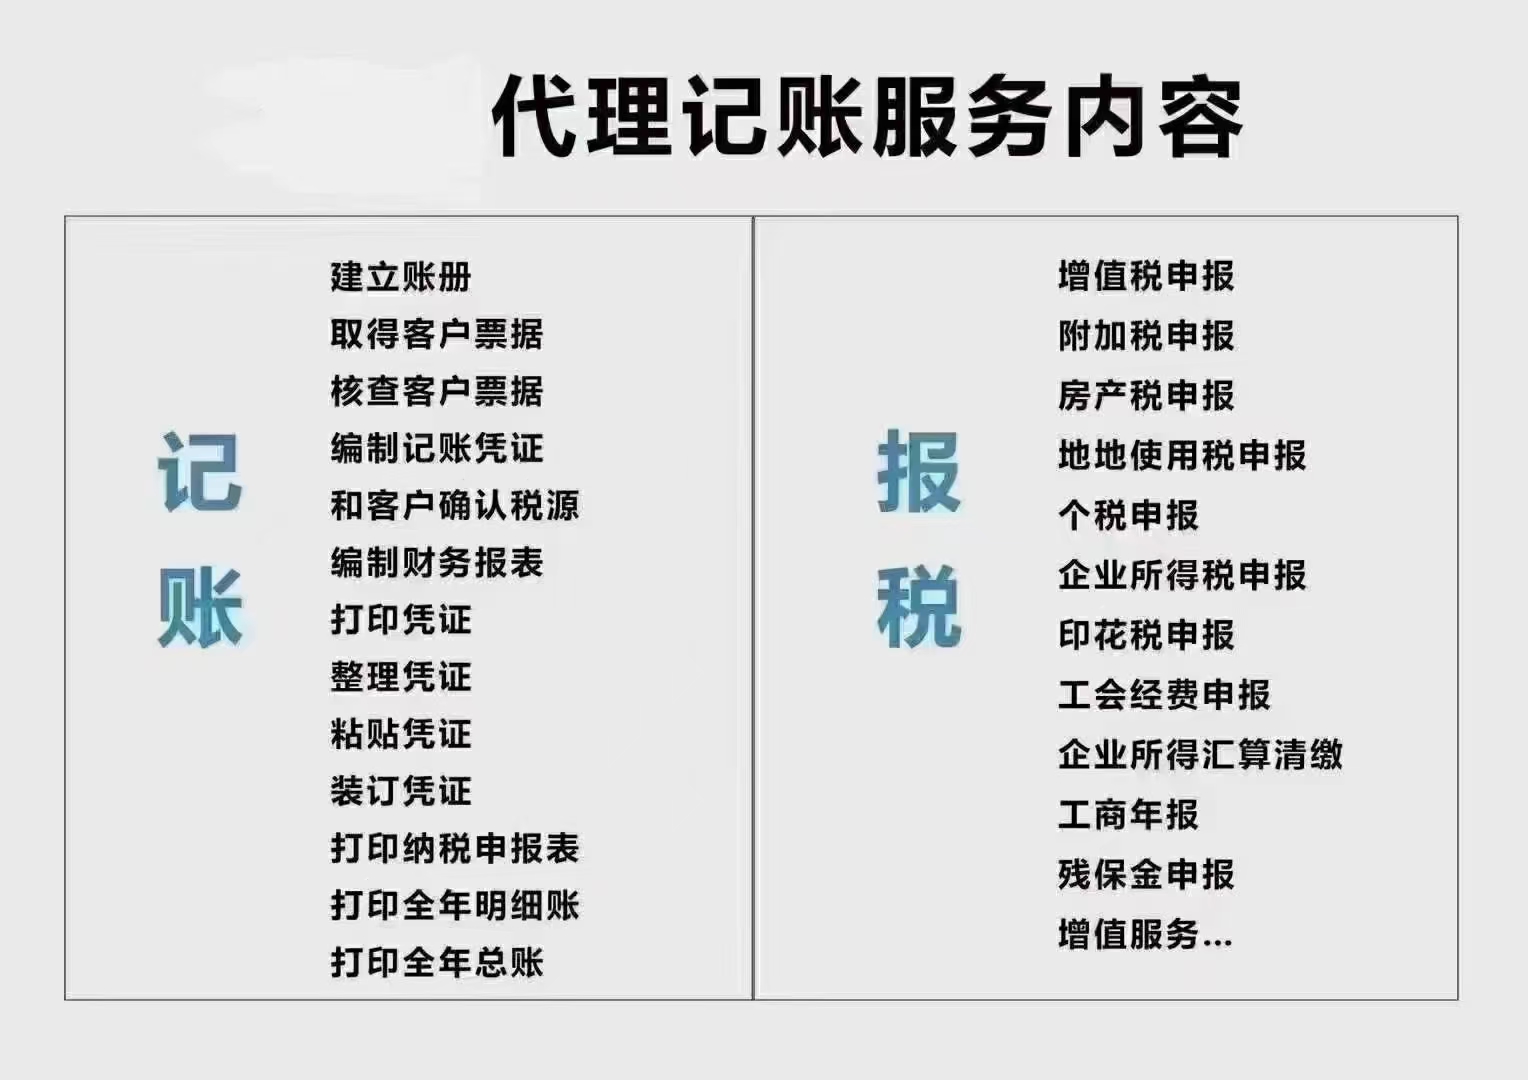 代理记账服务内容
记账
建立账册
取得客户票据
核查客户票据
编制记账凭证
和客户确认税源
编制财务报表
打印凭证
整理凭证
粘贴凭证
装订凭证
打印纳税申报表
打印全年明细账
打印全年总账
报税
增值税申报
附加税申报
房产税申报
地地使用税申报
个税申报
企业所得税申报
印花税申报
工会经费申报
企业所得汇算清缴
工商年报
残保金申报
增值服务...